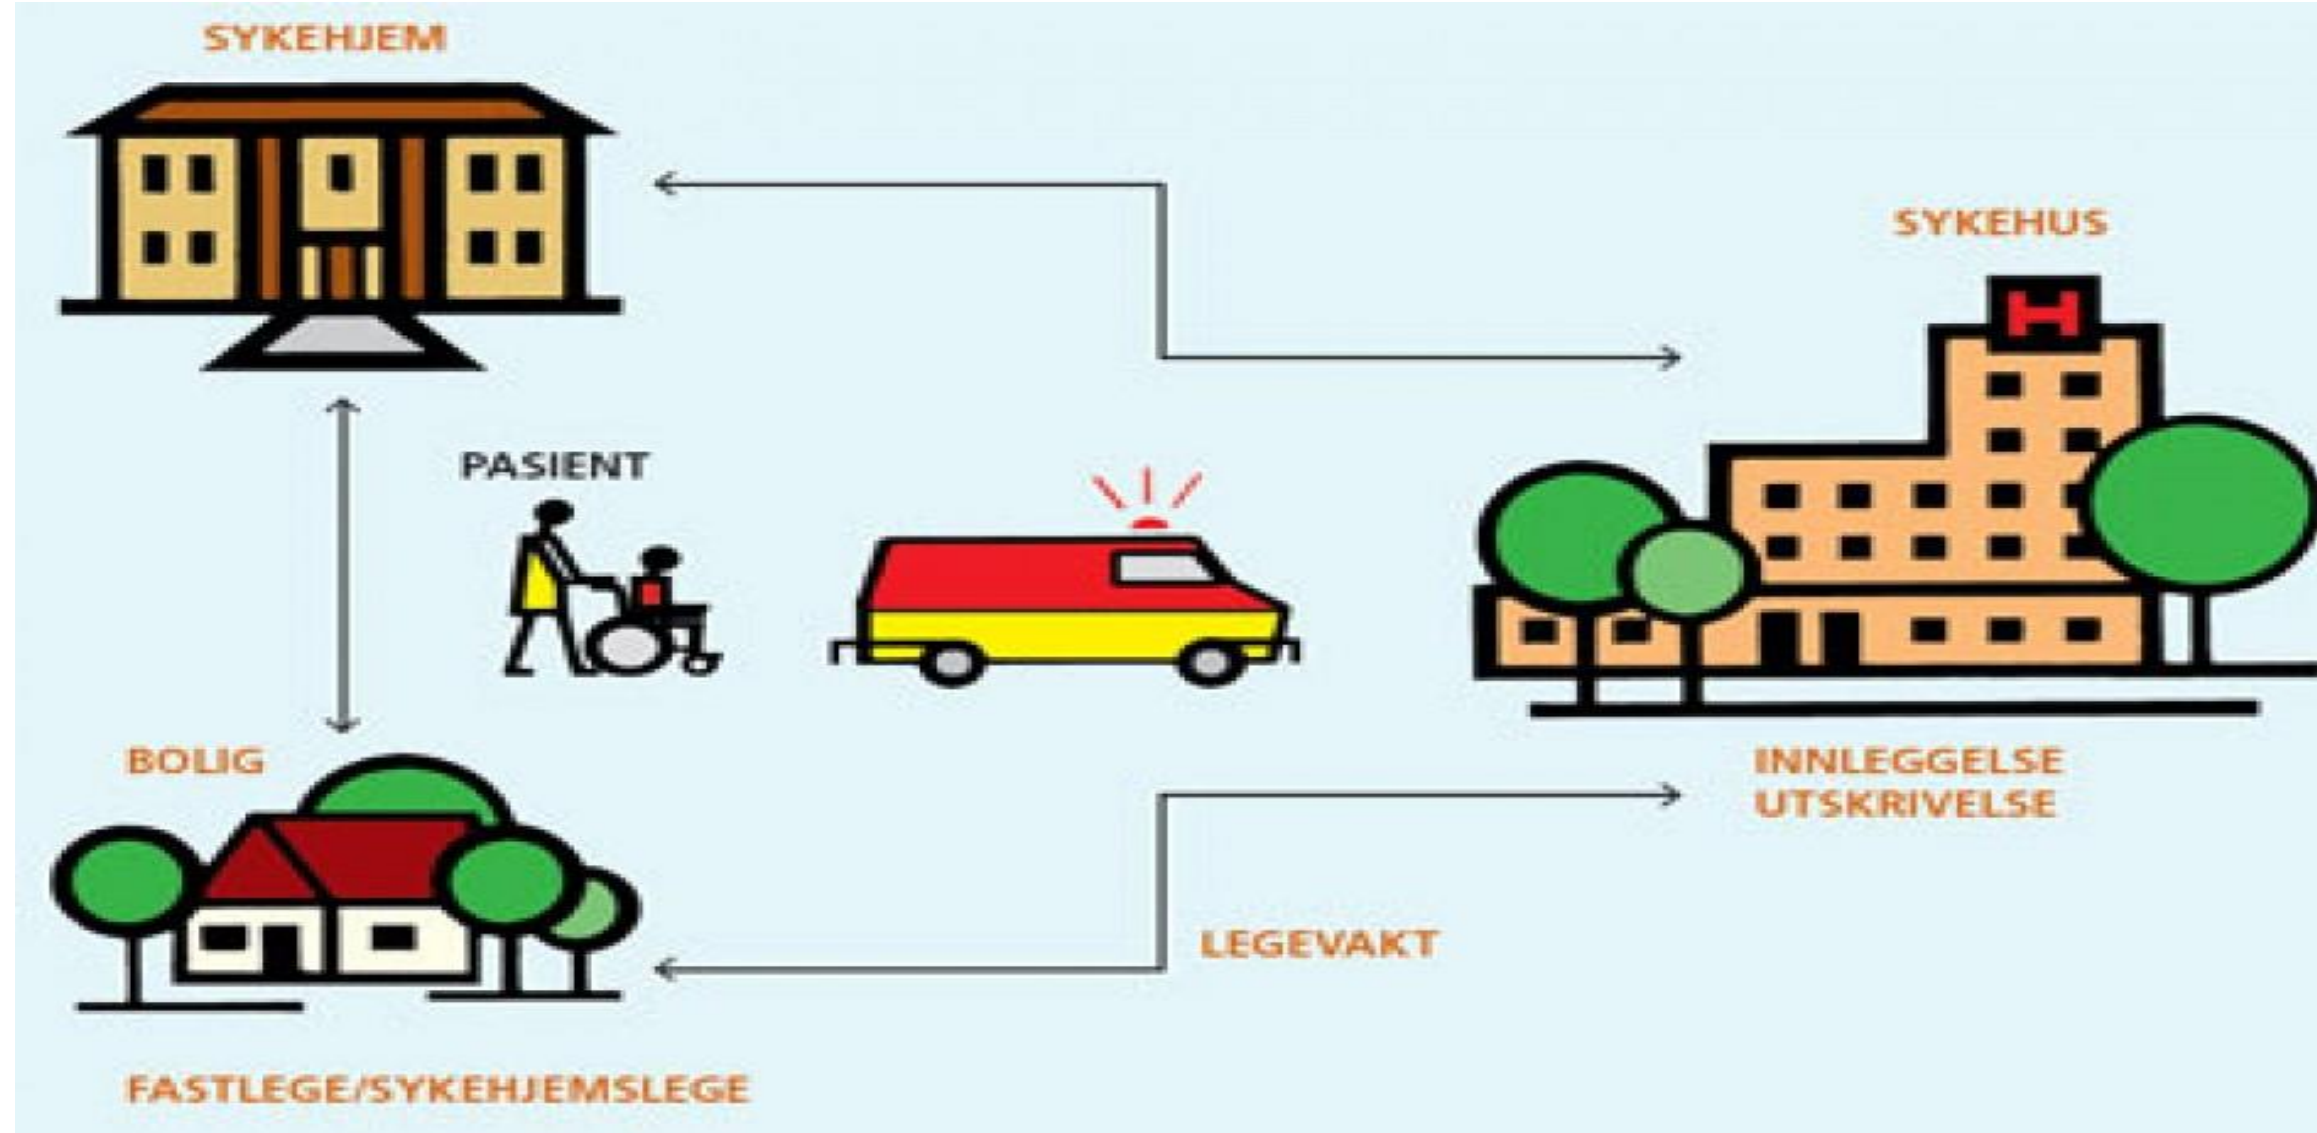 SYKEHJEM
SYKEHUS
H
PASIENT
BOLIG
INNLEGGELSE
UTSKRIVELSE
LEGEVAKT
FASTLEGE/SYKEHJEMSLEGE